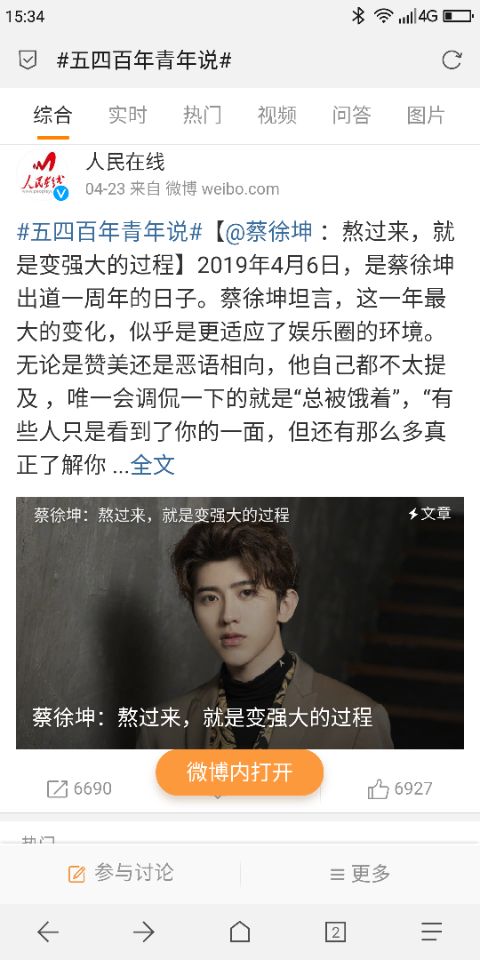 15:34
4G
#五四百年青年说#
综合 实时 热门 视频 问答 图片
人民在线
04-23 来自 微博 weibo.com
#五四百年青年说#【@蔡徐坤 ：熬过来，就
是变强大的过程】2019年4月6日，是蔡徐坤
出道一周年的日子。蔡徐坤坦言，这一年最
大的变化，似乎是更适应了娱乐圈的环境。
无论是赞美还是恶语相向，他自己都不太提
及 ，唯一会调侃一下的就是“总被饿着”，“有
些人只是看到了你的一面，但还有那么多真
正了解你 ...全文
蔡徐坤：熬过来，就是变强大的过程
文章
蔡徐坤：熬过来，就是变强大的过程
微博内打开
6690
6927
热门
参与讨论
更多
2